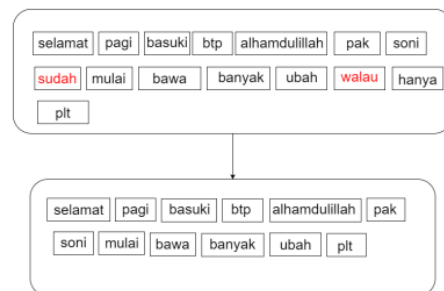 selamat pagi basuki btp alhamdulillah pak soni
sudah mulai bawa banyak ubah walau hanya
plt
selamat pagi basuki btp alhamdulillah pak
soni mulai bawa banyak ubah plt